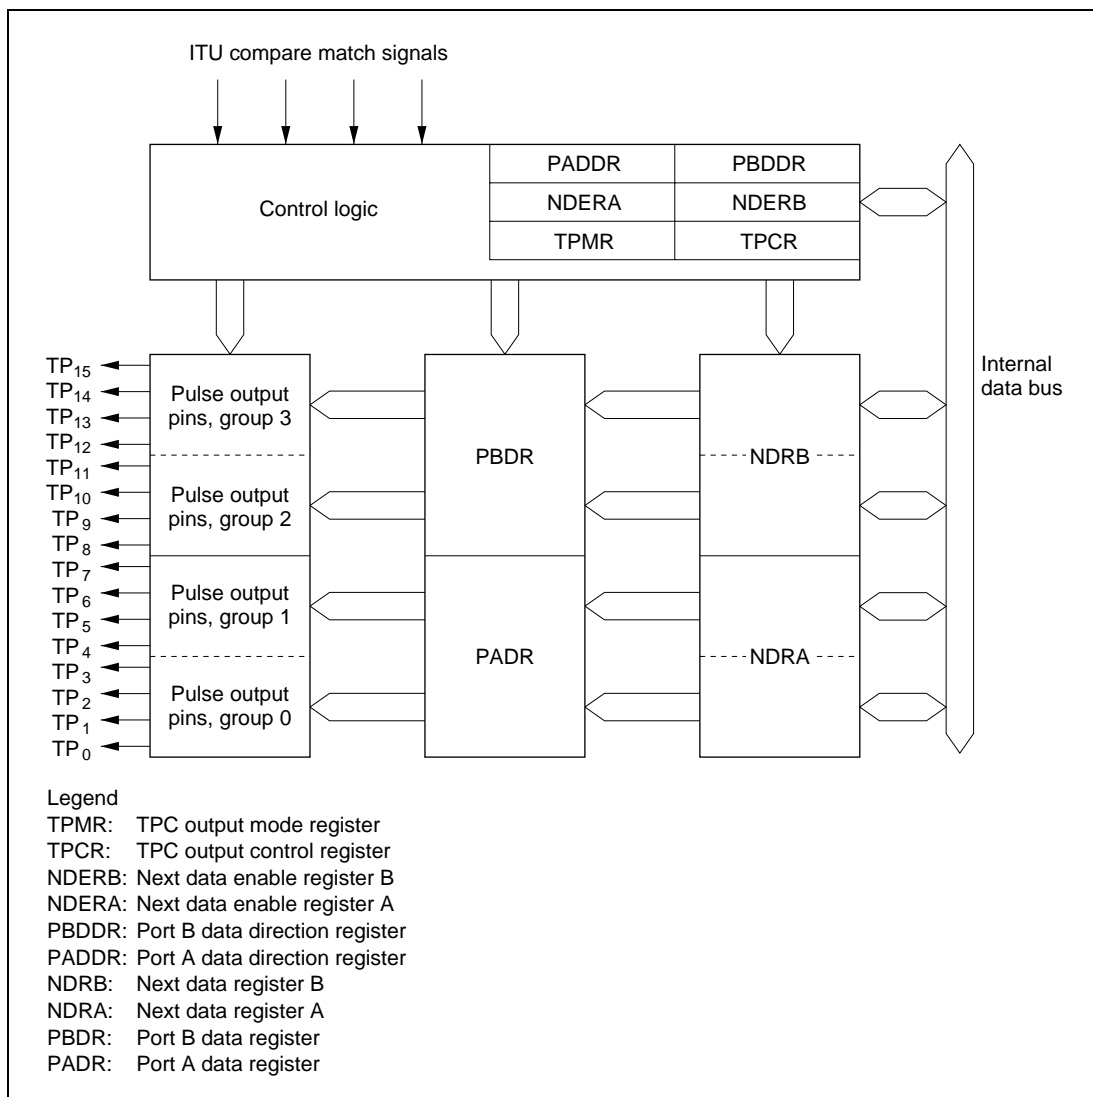 ITU compare match signals
PADDR PBDDR
Control logic NDERA NDERB
TPMR TPCR
Internal
data bus
TP15
TP14
TP13
TP12
TP11
TP10
TP9
TP8
TP7
TP6
TP5
TP4
TP3
TP2
TP1
TP0
Pulse output
pins, group 3
Pulse output
pins, group 2
Pulse output
pins, group 1
Pulse output
pins, group 0
PBDR
PADR
NDRB
NDRA
Legend
TPMR: TPC output mode register
TPCR: TPC output control register
NDERB: Next data enable register B
NDERA: Next data enable register A
PBDDR: Port B data direction register
PADDR: Port A data direction register
NDRB: Next data register B
NDRA: Next data register A
PBDR: Port B data register
PADR: Port A data register